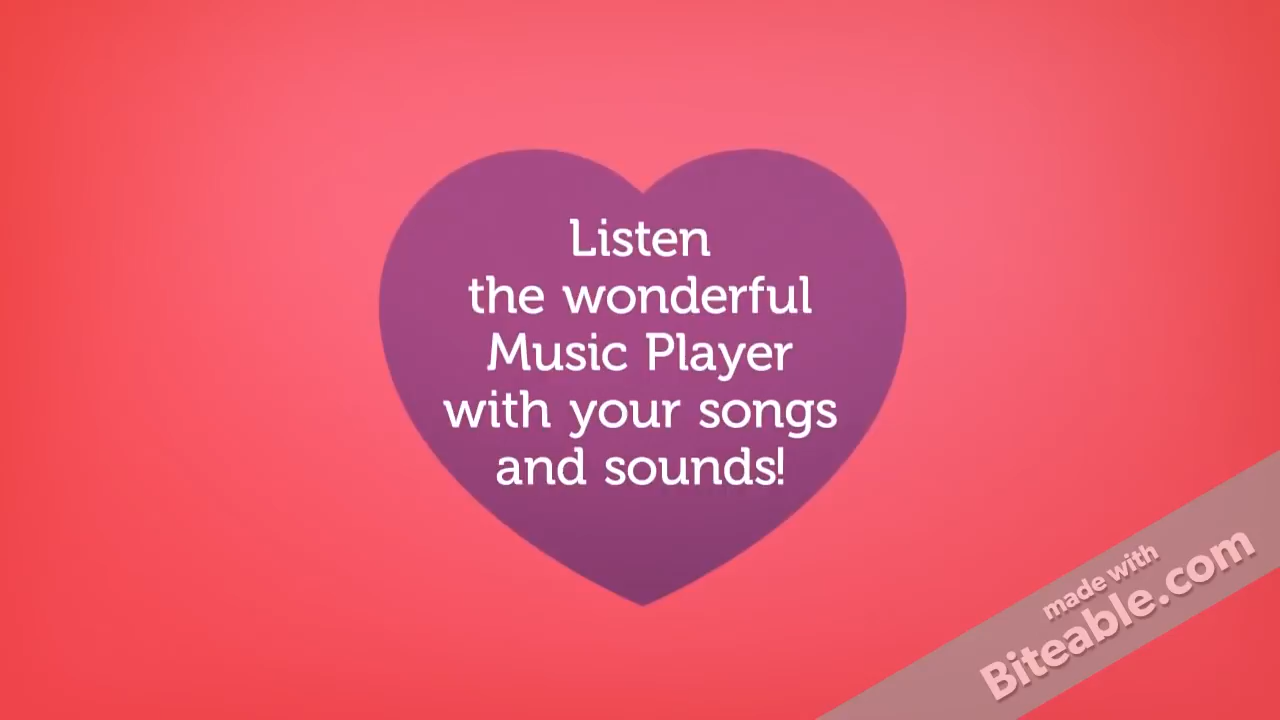 Listen
the wonderful
Music Player
with your songs
and sounds!
made with
Biteable.com